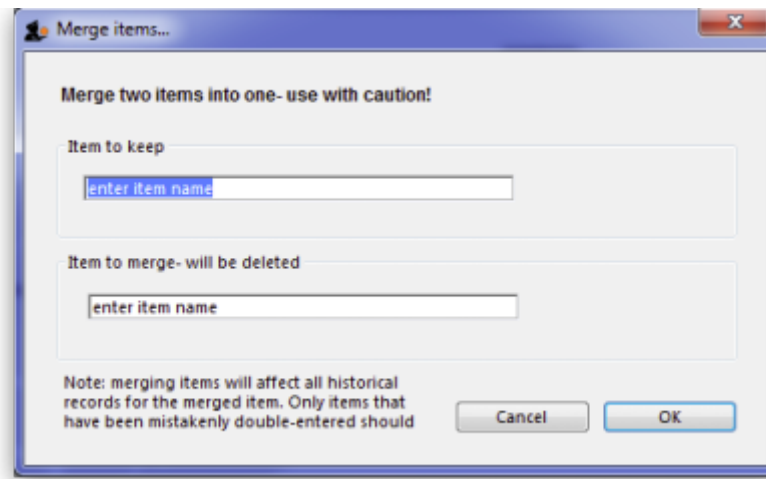 Merge items...
Merge two items into one- use with caution!
Item to keep
enter item name
Item to merge- will be deleted
enter item name
Note: merging items will affect all historical
records for the merged item. Only items that
have been mistakenly double-entered should
Cancel
OK